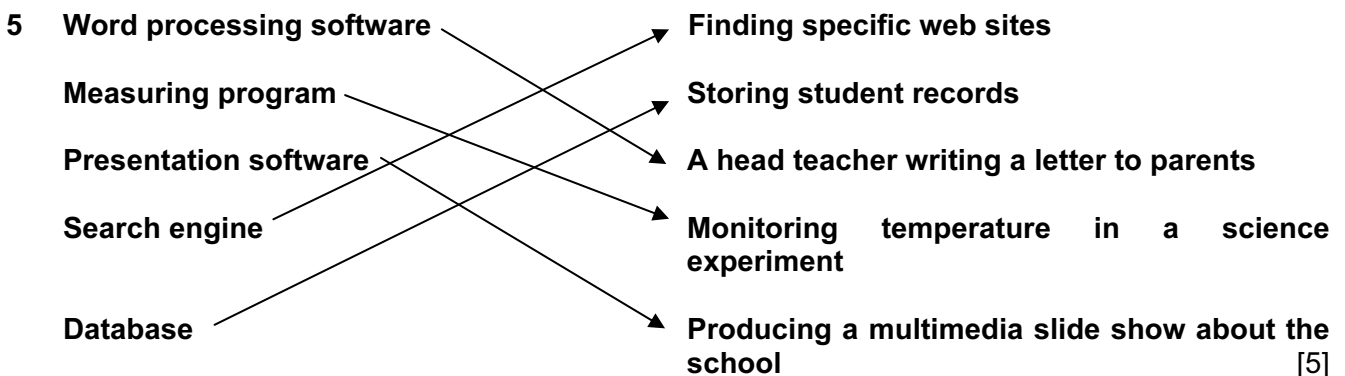 5 Word processing software Finding specific web sites
Measuring program Storing student records
Presentation software A head teacher writing a letter to parents
Search engine Monitoring temperature in a science
experiment
Database Producing a multimedia slide show about the
school [5]